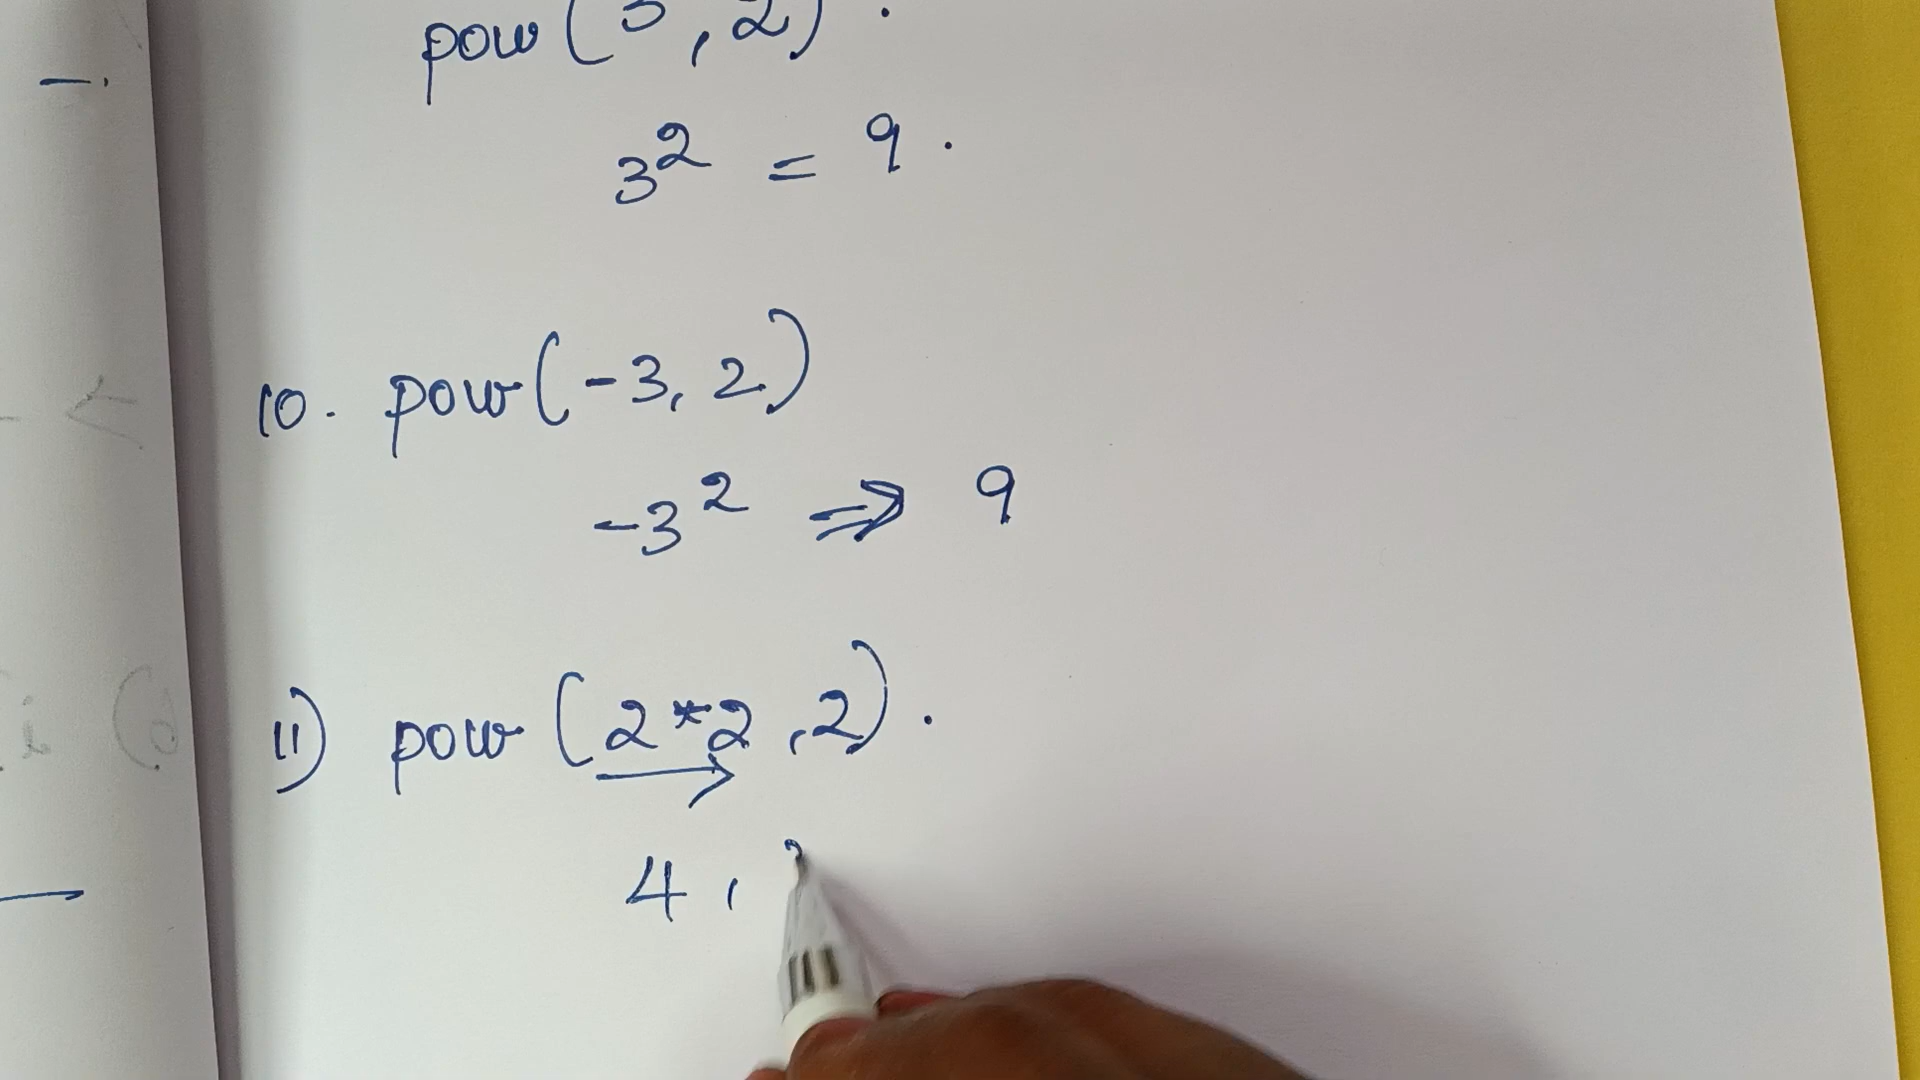 pow (3, 2).
3² = 9.
10. pow(-3, 2)
-3² ⇒ 9
11) pow (2*2, 2).
4,